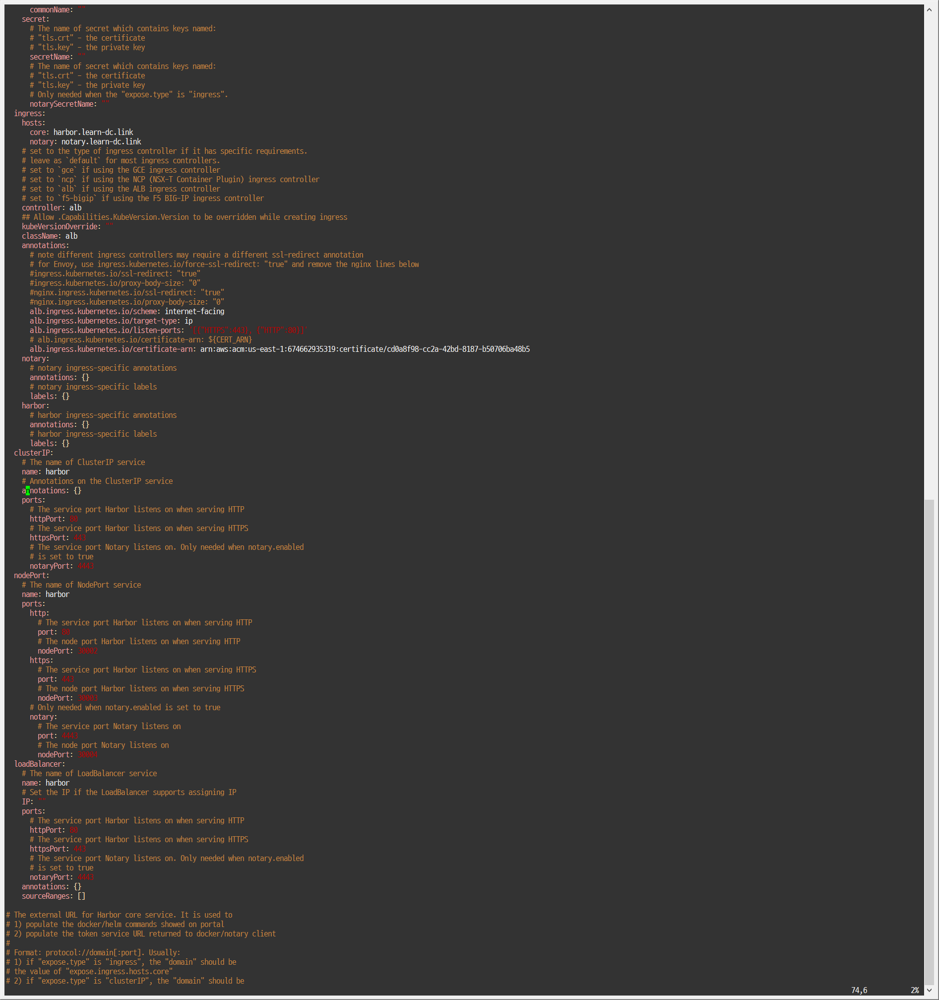 commonName: ""
secret:
# The name of secret which contains keys named:
# "tls.crt" - the certificate
# "tls.key" - the private key
secretName: ""
# The name of secret which contains keys named:
# "tls.crt" - the certificate
# "tls.key" - the private key
# Only needed when the "expose.type" is "ingress".
notarySecretName: ""
ingress:
hosts:
core: harbor.learn-dc.link
notary: notary.learn-dc.link
# set to the type of ingress controller if it has specific requirements.
# leave as `default` for most ingress controllers.
# set to `gce` if using the GCE ingress controller
# set to `ncp` if using the NCP (NSX-T Container Plugin) ingress controller
# set to `alb` if using the ALB ingress controller
# set to `f5-bigip` if using the F5 BIG-IP ingress controller
controller: alb
## Allow .Capabilities.KubeVersion.Version to be overridden while creating ingress
kubeVersionOverride: ""
className: alb
annotations:
# note different ingress controllers may require a different ssl-redirect annotation
# for Envoy, use ingress.kubernetes.io/force-ssl-redirect: "true" and remove the nginx lines below
#ingress.kubernetes.io/ssl-redirect: "true"
#ingress.kubernetes.io/proxy-body-size: "0"
#nginx.ingress.kubernetes.io/ssl-redirect: "true"
#nginx.ingress.kubernetes.io/proxy-body-size: "0"
alb.ingress.kubernetes.io/scheme: internet-facing
alb.ingress.kubernetes.io/target-type: ip
alb.ingress.kubernetes.io/listen-ports: '[{"HTTPS":443}, {"HTTP":80}]'
# alb.ingress.kubernetes.io/certificate-arn: ${CERT_ARN}
alb.ingress.kubernetes.io/certificate-arn: arn:aws:acm:us-east-1:674662935319:certificate/cd0a8f98-cc2a-42bd-8187-b50706ba48b5
notary:
# notary ingress-specific annotations
annotations: {}
# notary ingress-specific labels
labels: {}
harbor:
# harbor ingress-specific annotations
annotations: {}
# harbor ingress-specific labels
labels: {}
clusterIP:
# The name of ClusterIP service
name: harbor
# Annotations on the ClusterIP service
annotations: {}
ports:
# The service port Harbor listens on when serving HTTP
httpPort: 80
# The service port Harbor listens on when serving HTTPS
httpsPort: 443
# The service port Notary listens on. Only needed when notary.enabled
# is set to true
notaryPort: 4443
nodePort:
# The name of NodePort service
name: harbor
ports:
http:
# The service port Harbor listens on when serving HTTP
port: 80
# The node port Harbor listens on when serving HTTP
nodePort: 30002
https:
# The service port Harbor listens on when serving HTTPS
port: 443
# The node port Harbor listens on when serving HTTPS
nodePort: 30003
# Only needed when notary.enabled is set to true
notary:
# The service port Notary listens on
port: 4443
# The node port Notary listens on
nodePort: 30004
loadBalancer:
# The name of LoadBalancer service
name: harbor
# Set the IP if the LoadBalancer supports assigning IP
IP: ""
ports:
# The service port Harbor listens on when serving HTTP
httpPort: 80
# The service port Harbor listens on when serving HTTPS
httpsPort: 443
# The service port Notary listens on. Only needed when notary.enabled
# is set to true
notaryPort: 4443
annotations: {}
sourceRanges: []
# The external URL for Harbor core service. It is used to
# 1) populate the docker/helm commands showed on portal
# 2) populate the token service URL returned to docker/notary client
#
# Format: protocol://domain[:port]. Usually:
# 1) if "expose.type" is "ingress", the "domain" should be
# the value of "expose.ingress.hosts.core"
# 2) if "expose.type" is "clusterIP", the "domain" should be
74,6 2%